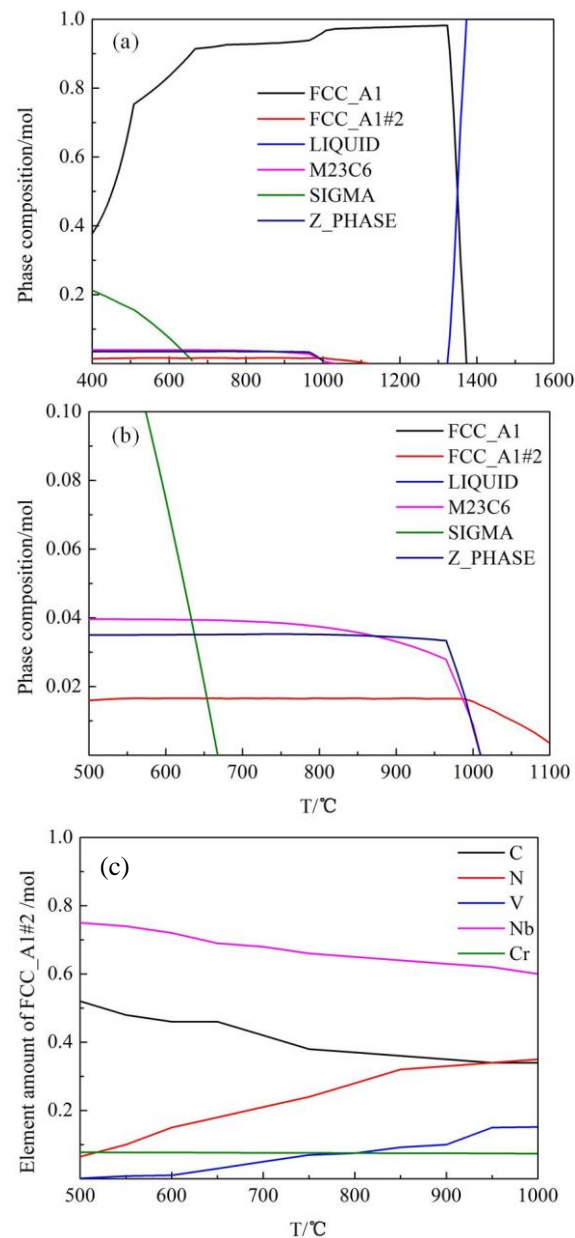 (a)
Phase composition/mol
1.0
0.8
0.6
0.4
0.2
FCC_A1
FCC_A1#2
LIQUID
M23C6
SIGMA
Z_PHASE
400 600 800 1000 1200 1400 1600
(b)
Phase composition/mol
0.10
0.08
0.06
0.04
0.02
FCC_A1
FCC_A1#2
LIQUID
M23C6
SIGMA
Z_PHASE
500 600 700 800 900 1000 1100
T/℃
(c)
Element amount of FCC_A1#2 /mol
1.0
0.8
0.6
0.4
0.2
C
N
V
Nb
Cr
500 600 700 800 900 1000
T/℃